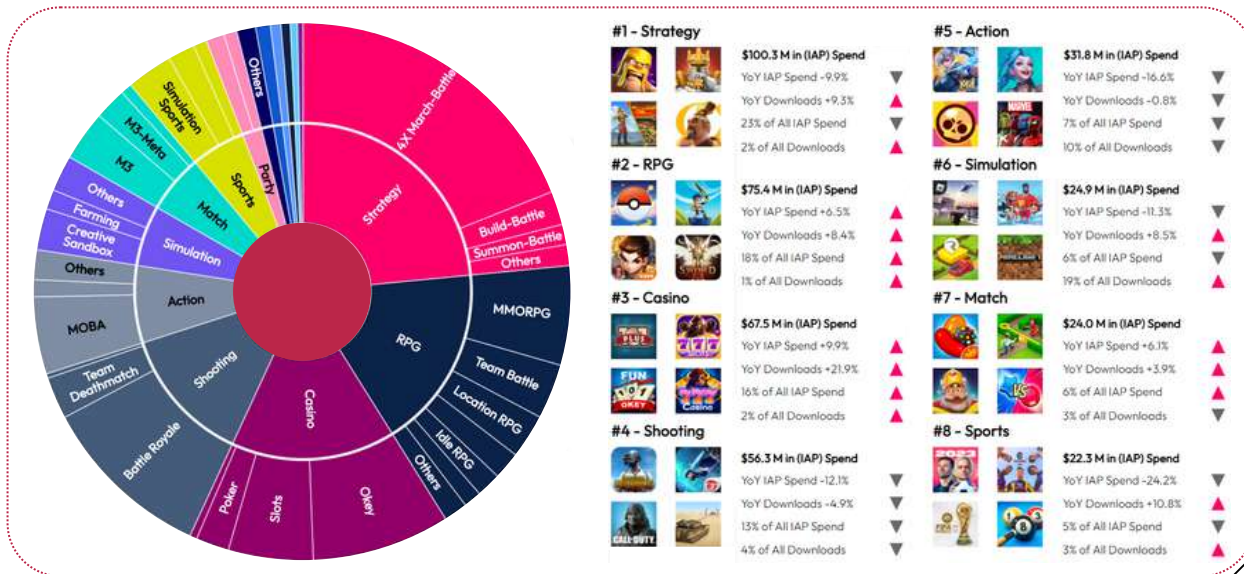 Others
Simulation
Sports
M3-Meta
M3
Others
Farming
Creative
Sandbox
Others
MOBA
Team
Deathmatch
Battle Royale
Poker
Slots
Okey
Others
Idle RPG
Location RPG
Team Battle
MMORPG
Others
Summon-Battle
Build-Battle
4X March-Battle
Strategy
RPG
Casino
Shooting
Action
Simulation
Match
Sports
Party
#1 - Strategy
$100.3 M in (IAP) Spend
YoY IAP Spend -9.9%
YoY Downloads +9.3%
23% of All IAP Spend
2% of All Downloads
#2 - RPG
$75.4 M in (IAP) Spend
YoY IAP Spend +6.5%
YoY Downloads +8.4%
18% of All IAP Spend
1% of All Downloads
#3 - Casino
PLUS
777
FUN
101
OKEY
Casino
$67.5 M in (IAP) Spend
YoY IAP Spend +9.9%
YoY Downloads +21.9%
16% of All IAP Spend
2% of All Downloads
#4 - Shooting
CALL·DUTY
$56.3 M in (IAP) Spend
YoY IAP Spend -12.1%
YoY Downloads -4.9%
13% of All IAP Spend
4% of All Downloads
#5 - Action
MARVEL
$31.8 M in (IAP) Spend
YoY IAP Spend -16.6%
YoY Downloads -0.8%
7% of All IAP Spend
10% of All Downloads
#6 - Simulation
$24.9 M in (IAP) Spend
YoY IAP Spend -11.3%
YoY Downloads +8.5%
6% of All IAP Spend
19% of All Downloads
#7 - Match
VS
$24.0 M in (IAP) Spend
YoY IAP Spend +6.1%
YoY Downloads +3.9%
6% of All IAP Spend
3% of All Downloads
#8 - Sports
2023
8
$22.3 M in (IAP) Spend
YoY IAP Spend -24.2%
YoY Downloads +10.8%
5% of All IAP Spend
3% of All Downloads